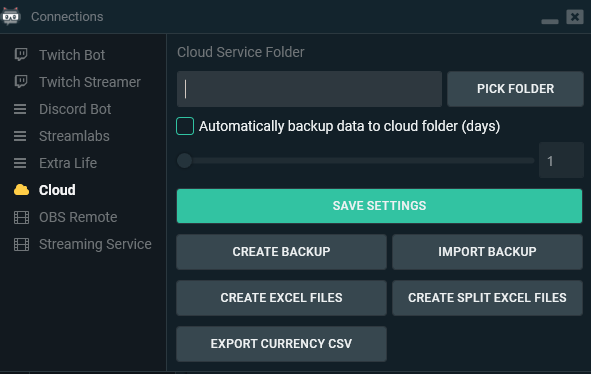 Connections
Twitch Bot
Twitch Streamer
Discord Bot
Streamlabs
Extra Life
Cloud
OBS Remote
Streaming Service
Cloud Service Folder
PICK FOLDER
Automatically backup data to cloud folder (days)
1
SAVE SETTINGS
CREATE BACKUP
IMPORT BACKUP
CREATE EXCEL FILES
CREATE SPLIT EXCEL FILES
EXPORT CURRENCY CSV